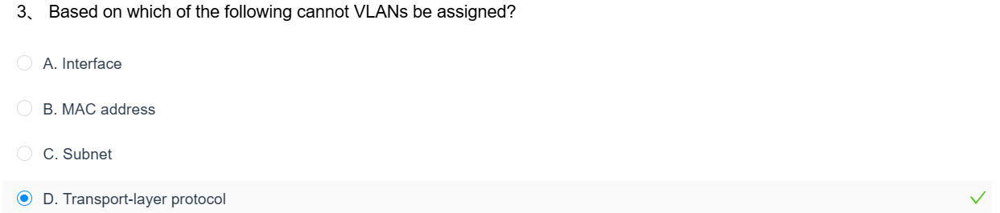 3、 Based on which of the following cannot VLANs be assigned?
A. Interface
B. MAC address
C. Subnet
D. Transport-layer protocol